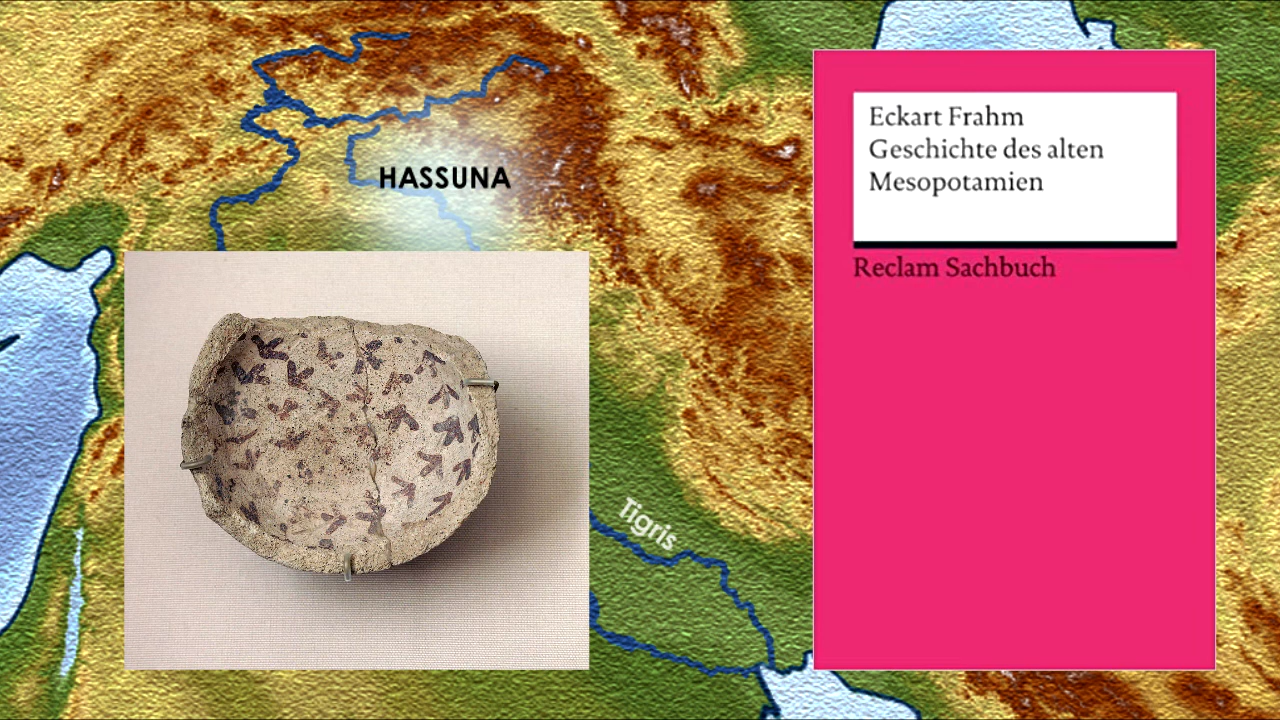 HASSUNA
Tigris
Eckart Frahm
Geschichte des alten
Mesopotamien
Reclam Sachbuch